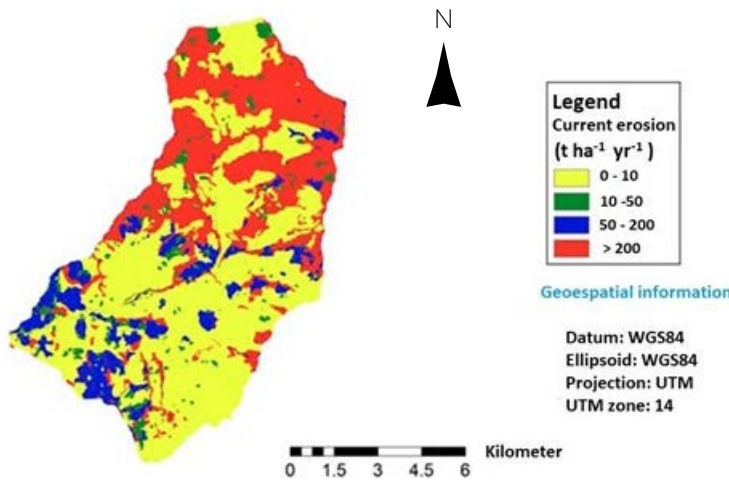 N
Legend
Current erosion
(t ha⁻¹ yr⁻¹ )
0 - 10
10 -50
50 - 200
> 200
Geoespatial information
Datum: WGS84
Ellipsoid: WGS84
Projection: UTM
UTM zone: 14
Kilometer
0 1.5 3 4.5 6